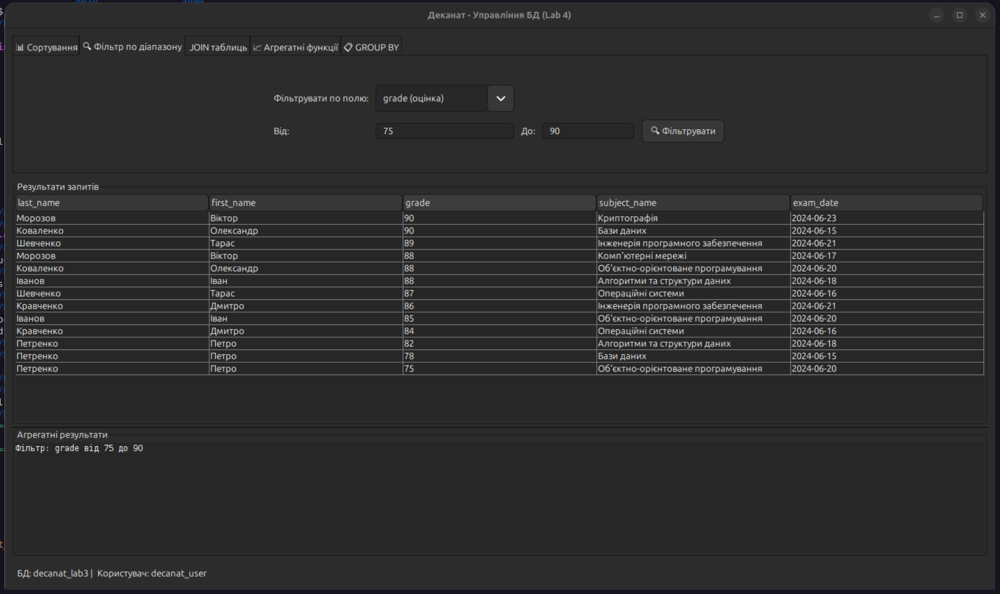 Деканат - Управління БД (Lab 4)
Сортування Фільтр по діапазону JOIN таблиць Агрегатні функції GROUP BY
Фільтрувати по полю: grade (оцінка)
Від: 75 До: 90 Фільтрувати
Результати запитів
last_name first_name grade subject_name exam_date
Морозов Віктор 90 Криптографія 2024-06-23
Коваленко Олександр 90 Бази даних 2024-06-15
Шевченко Тарас 89 Інженерія програмного забезпечення 2024-06-21
Морозов Віктор 88 Комп'ютерні мережі 2024-06-17
Коваленко Олександр 88 Об'єктно-орієнтоване програмування 2024-06-20
Іванов Іван 88 Алгоритми та структури даних 2024-06-18
Шевченко Тарас 87 Операційні системи 2024-06-16
Кравченко Дмитро 86 Інженерія програмного забезпечення 2024-06-21
Іванов Іван 85 Об'єктно-орієнтоване програмування 2024-06-20
Кравченко Дмитро 84 Операційні системи 2024-06-16
Петренко Петро 82 Алгоритми та структури даних 2024-06-18
Петренко Петро 78 Бази даних 2024-06-15
Петренко Петро 75 Об'єктно-орієнтоване програмування 2024-06-20
Агрегатні результати
Фільтр: grade від 75 до 90
БД: decanat_lab3 | Користувач: decanat_user